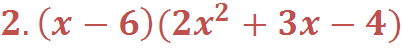 2. (x − 6)(2x² + 3x − 4)